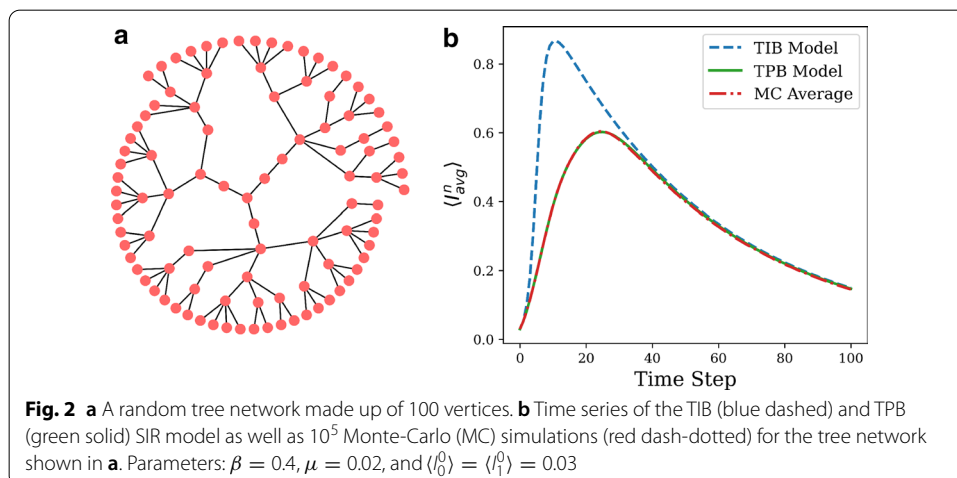 a
b
TIB Model
TPB Model
MC Average
0.8
0.6
0.4
0.2
0.0
⟨I^n_{avg}⟩
0 20 40 60 80 100
Time Step
Fig. 2 a A random tree network made up of 100 vertices. b Time series of the TIB (blue dashed) and TPB
(green solid) SIR model as well as 10⁵ Monte-Carlo (MC) simulations (red dash-dotted) for the tree network
shown in a. Parameters: β = 0.4, μ = 0.02, and ⟨I^0_0⟩ = ⟨I^0_1⟩ = 0.03